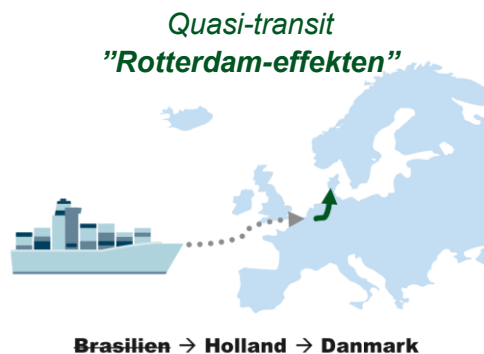 Quasi-transit
”Rotterdam-effekten”
Brasilien → Holland → Danmark